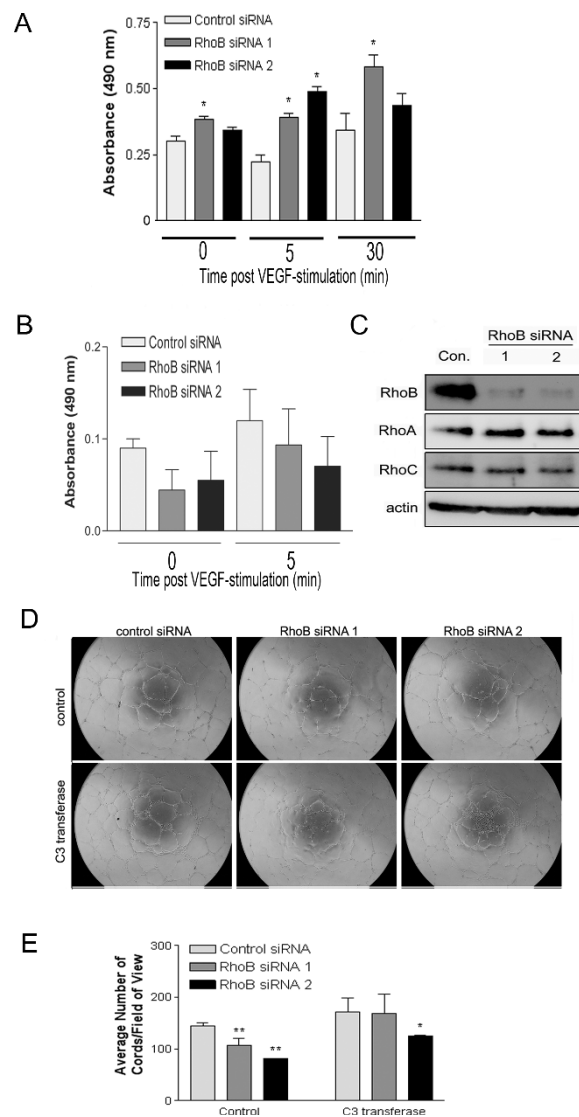 A
Control siRNA
RhoB siRNA 1
RhoB siRNA 2
Absorbance (490 nm)
0.75
0.50
0.25
0
*
*
*
*
0
5
30
Time post VEGF-stimulation (min)
B
Control siRNA
RhoB siRNA 1
RhoB siRNA 2
Absorbance (490 nm)
0.2
0.1
0.0
0
5
Time post VEGF-stimulation (min)
C
RhoB siRNA
Con.
1
2
RhoB
RhoA
RhoC
actin
D
control siRNA
RhoB siRNA 1
RhoB siRNA 2
control
C3 transferase
E
Control siRNA
RhoB siRNA 1
RhoB siRNA 2
Average Number of
Cords/Field of View
300
200
100
0
**
**
*
Control
C3 transferase